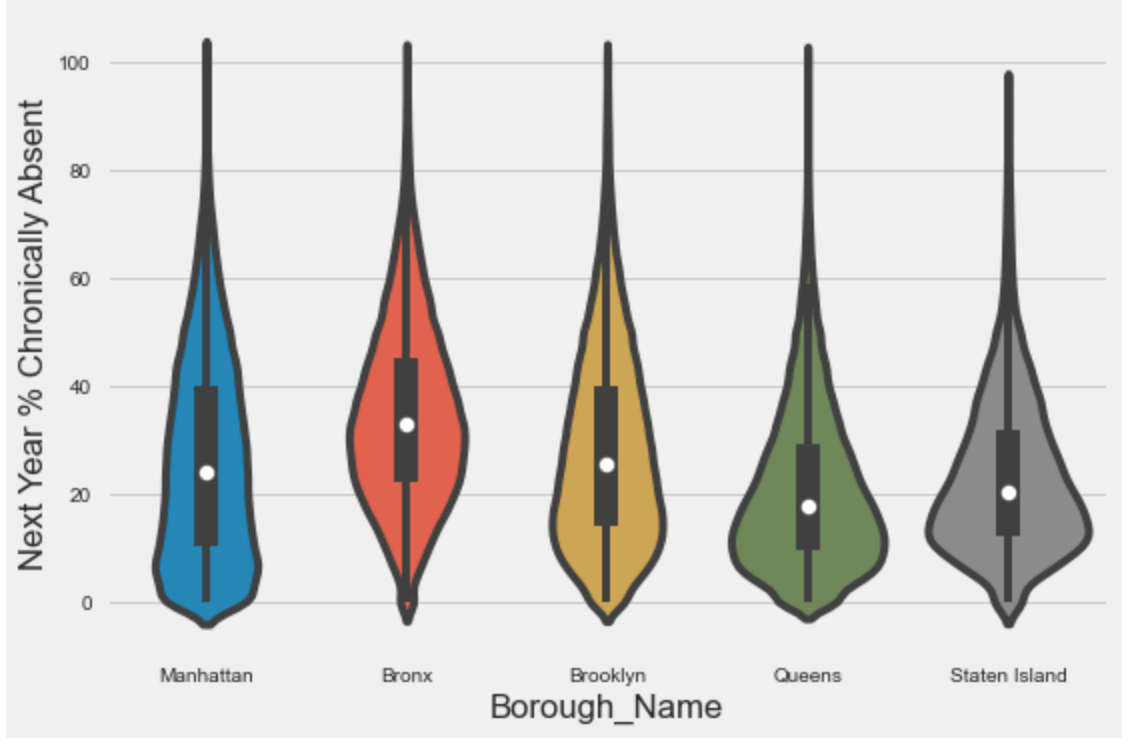 Next Year % Chronically Absent
100
80
60
40
20
0
Manhattan Bronx Brooklyn Queens Staten Island
Borough_Name